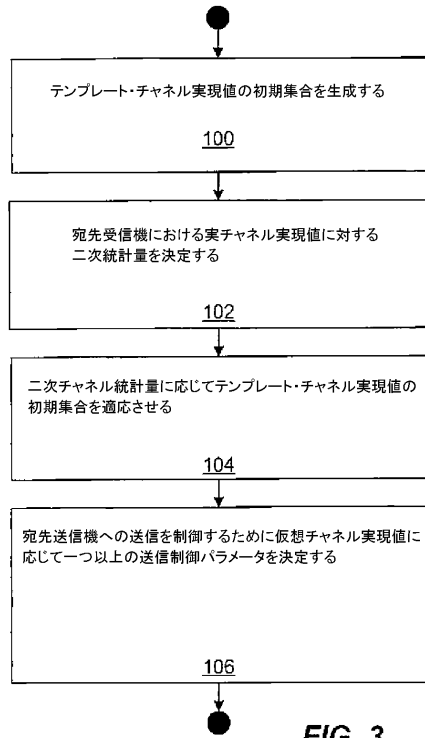 テンプレート・チャネル実現値の初期集合を生成する
100
宛先受信機における実チャネル実現値に対する
二次統計量を決定する
102
二次チャネル統計量に応じてテンプレート・チャネル実現値の
初期集合を適応させる
104
宛先送信機への送信を制御するために仮想チャネル実現値に
応じて一つ以上の送信制御パラメータを決定する
106
FIG. 3